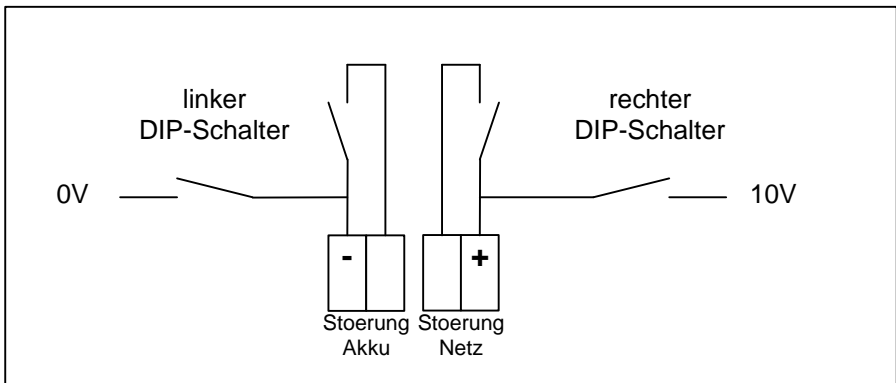 linker
DIP-Schalter
rechter
DIP-Schalter
0V
10V
-
+
Stoerung
Akku
Stoerung
Netz